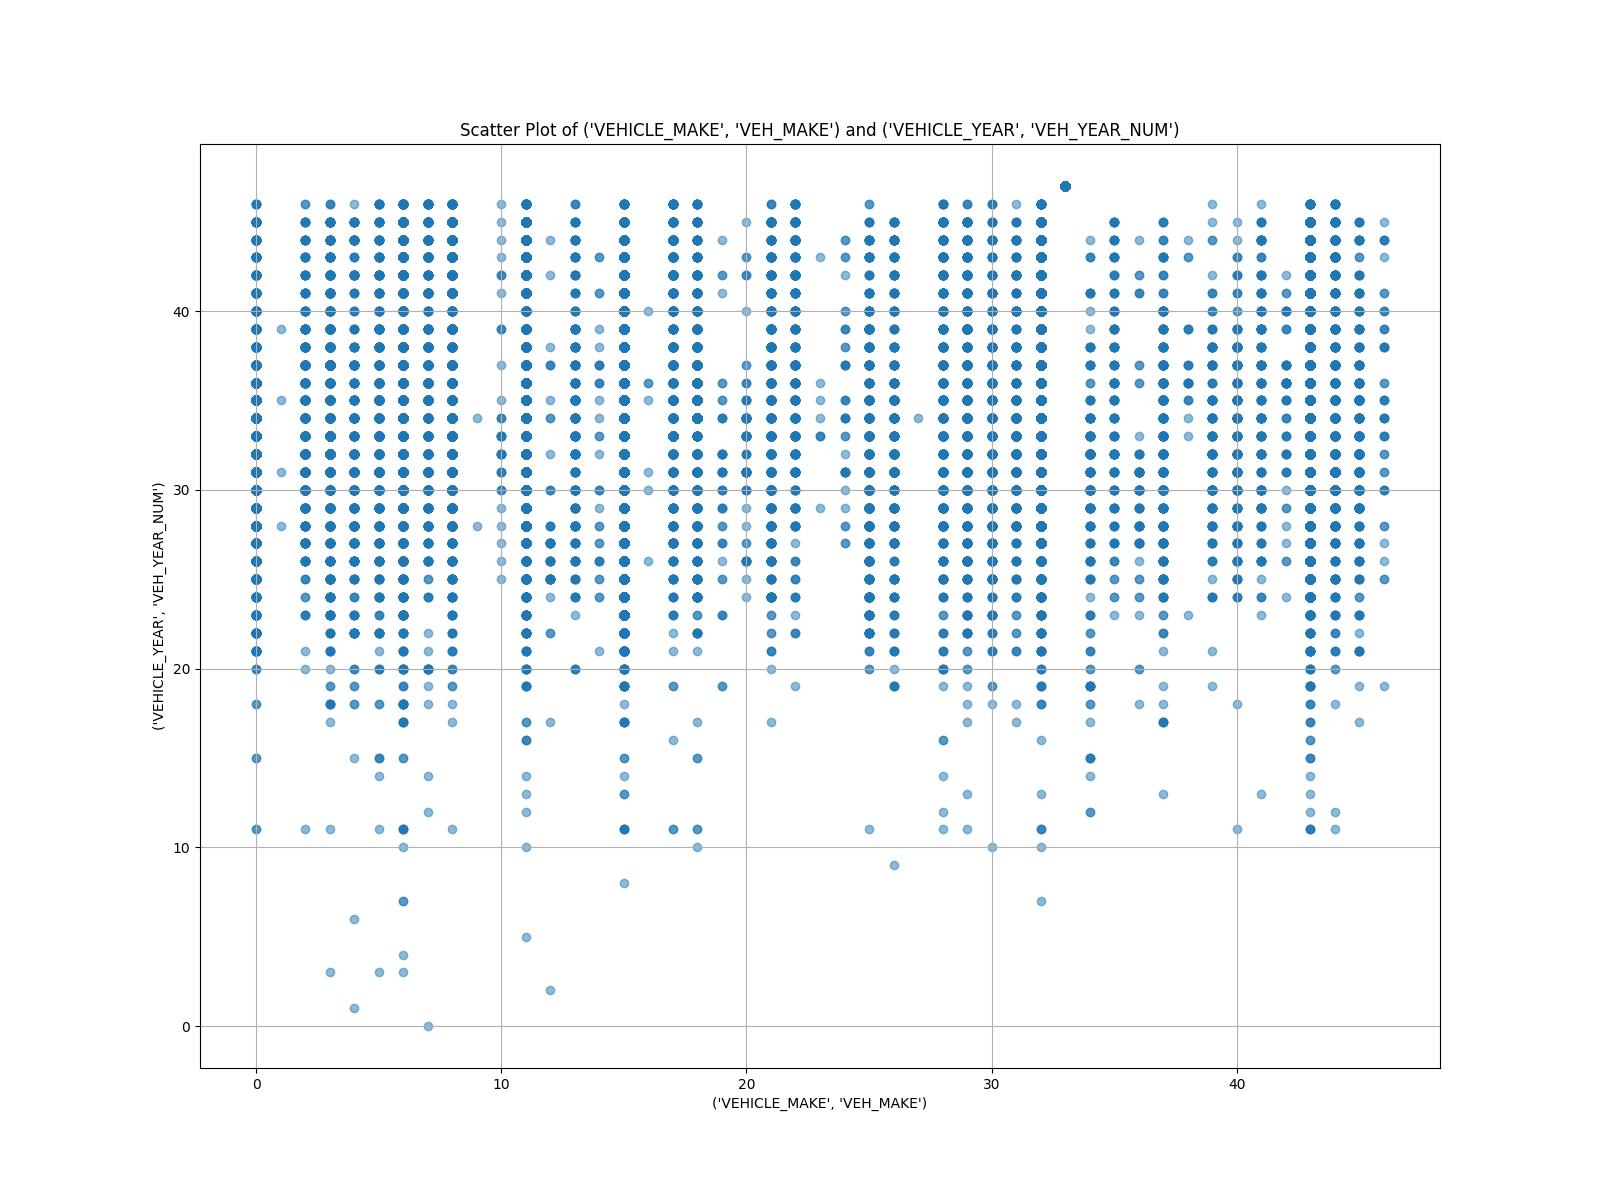 Scatter Plot of ('VEHICLE_MAKE', 'VEH_MAKE') and ('VEHICLE_YEAR', 'VEH_YEAR_NUM')
('VEHICLE_YEAR', 'VEH_YEAR_NUM')
40
30
20
10
0
0 10 20 30 40
('VEHICLE_MAKE', 'VEH_MAKE')